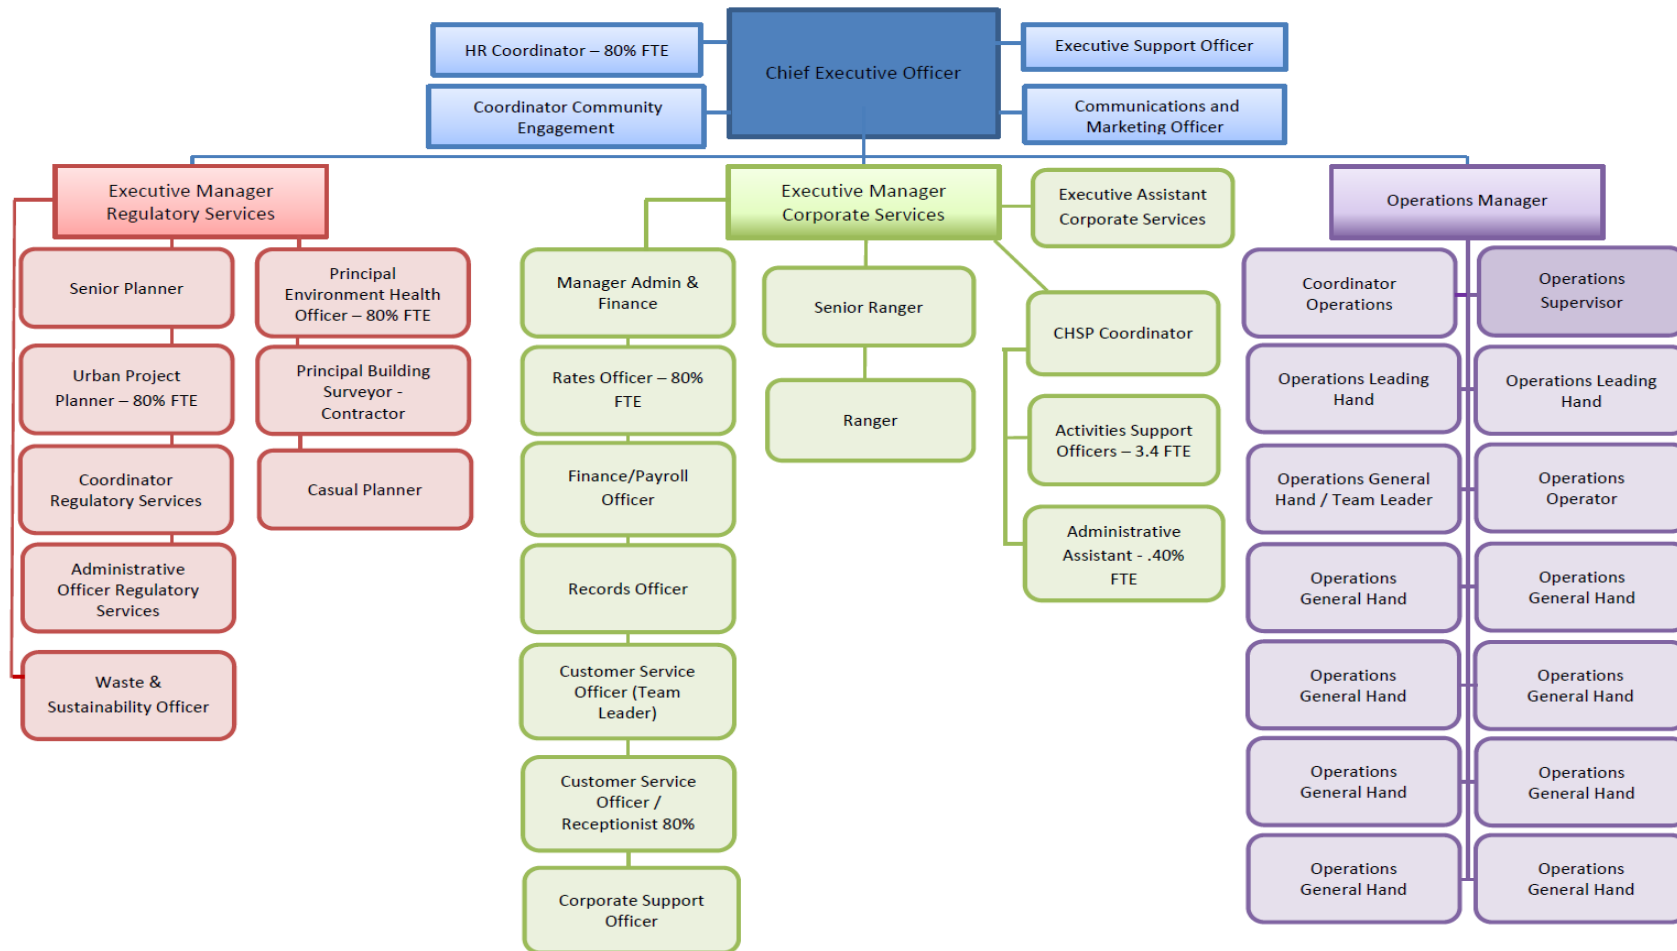 HR Coordinator – 80% FTE
Chief Executive Officer
Executive Support Officer
Coordinator Community
Engagement
Communications and
Marketing Officer
Executive Manager
Regulatory Services
Senior Planner
Urban Project
Planner – 80% FTE
Coordinator
Regulatory Services
Administrative
Officer Regulatory
Services
Waste &
Sustainability Officer
Principal
Environment Health
Officer – 80% FTE
Principal Building
Surveyor -
Contractor
Casual Planner
Executive Manager
Corporate Services
Executive Assistant
Corporate Services
Manager Admin &
Finance
Rates Officer – 80%
FTE
Finance/Payroll
Officer
Records Officer
Customer Service
Officer (Team
Leader)
Customer Service
Officer /
Receptionist 80%
Corporate Support
Officer
Senior Ranger
Ranger
CHSP Coordinator
Activities Support
Officers – 3.4 FTE
Administrative
Assistant - .40%
FTE
Operations Manager
Coordinator
Operations
Operations
Supervisor
Operations Leading
Hand
Operations Leading
Hand
Operations General
Hand / Team Leader
Operations
Operator
Operations
General Hand
Operations
General Hand
Operations
General Hand
Operations
General Hand
Operations
General Hand
Operations
General Hand
Operations
General Hand
Operations
General Hand